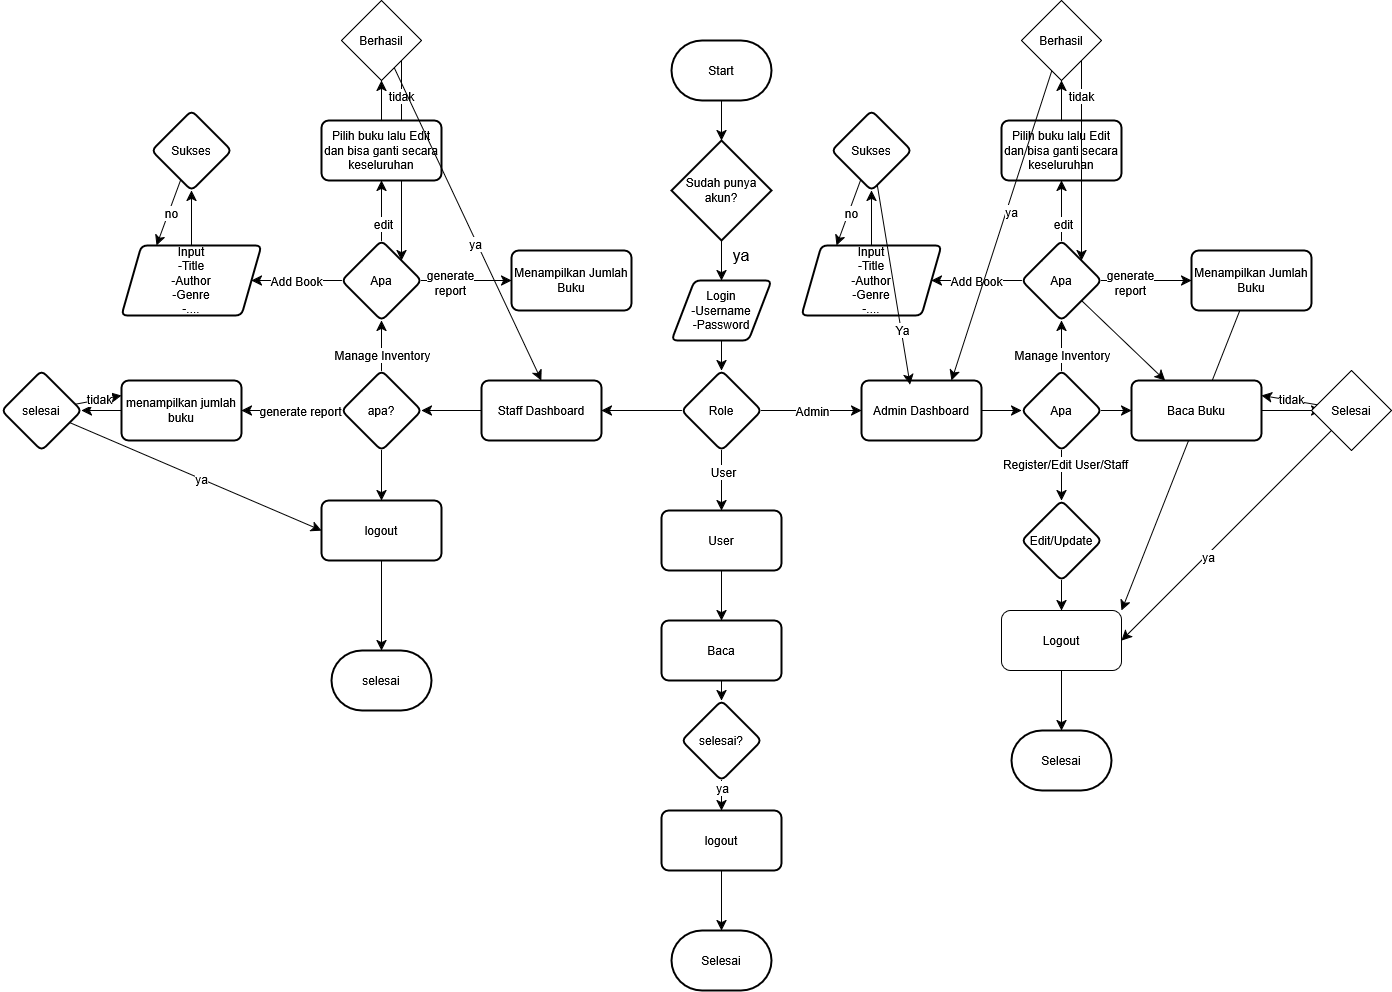 Berhasil
Start
Berhasil
tidak
tidak
Pilih buku lalu Edit
dan bisa ganti secara
keseluruhan
Pilih buku lalu Edit
dan bisa ganti secara
keseluruhan
Sukses
Sudah punya
akun?
Sukses
no
edit
ya
ya
no
ya
edit
Input
-Title
-Author
-Genre
-....
Add Book
Apa
generate
report
Menampilkan Jumlah
Buku
Login
-Username
-Password
Input
-Title
-Author
-Genre
-....
Add Book
Apa
generate
report
Menampilkan Jumlah
Buku
Ya
Manage Inventory
Manage Inventory
selesai
tidak
menampilkan jumlah
buku
generate report
apa?
Staff Dashboard
Role
Admin
Admin Dashboard
Apa
Baca Buku
tidak
Selesai
ya
User
Register/Edit User/Staff
logout
User
Edit/Update
ya
Baca
Logout
selesai
selesai?
Selesai
ya
logout
Selesai